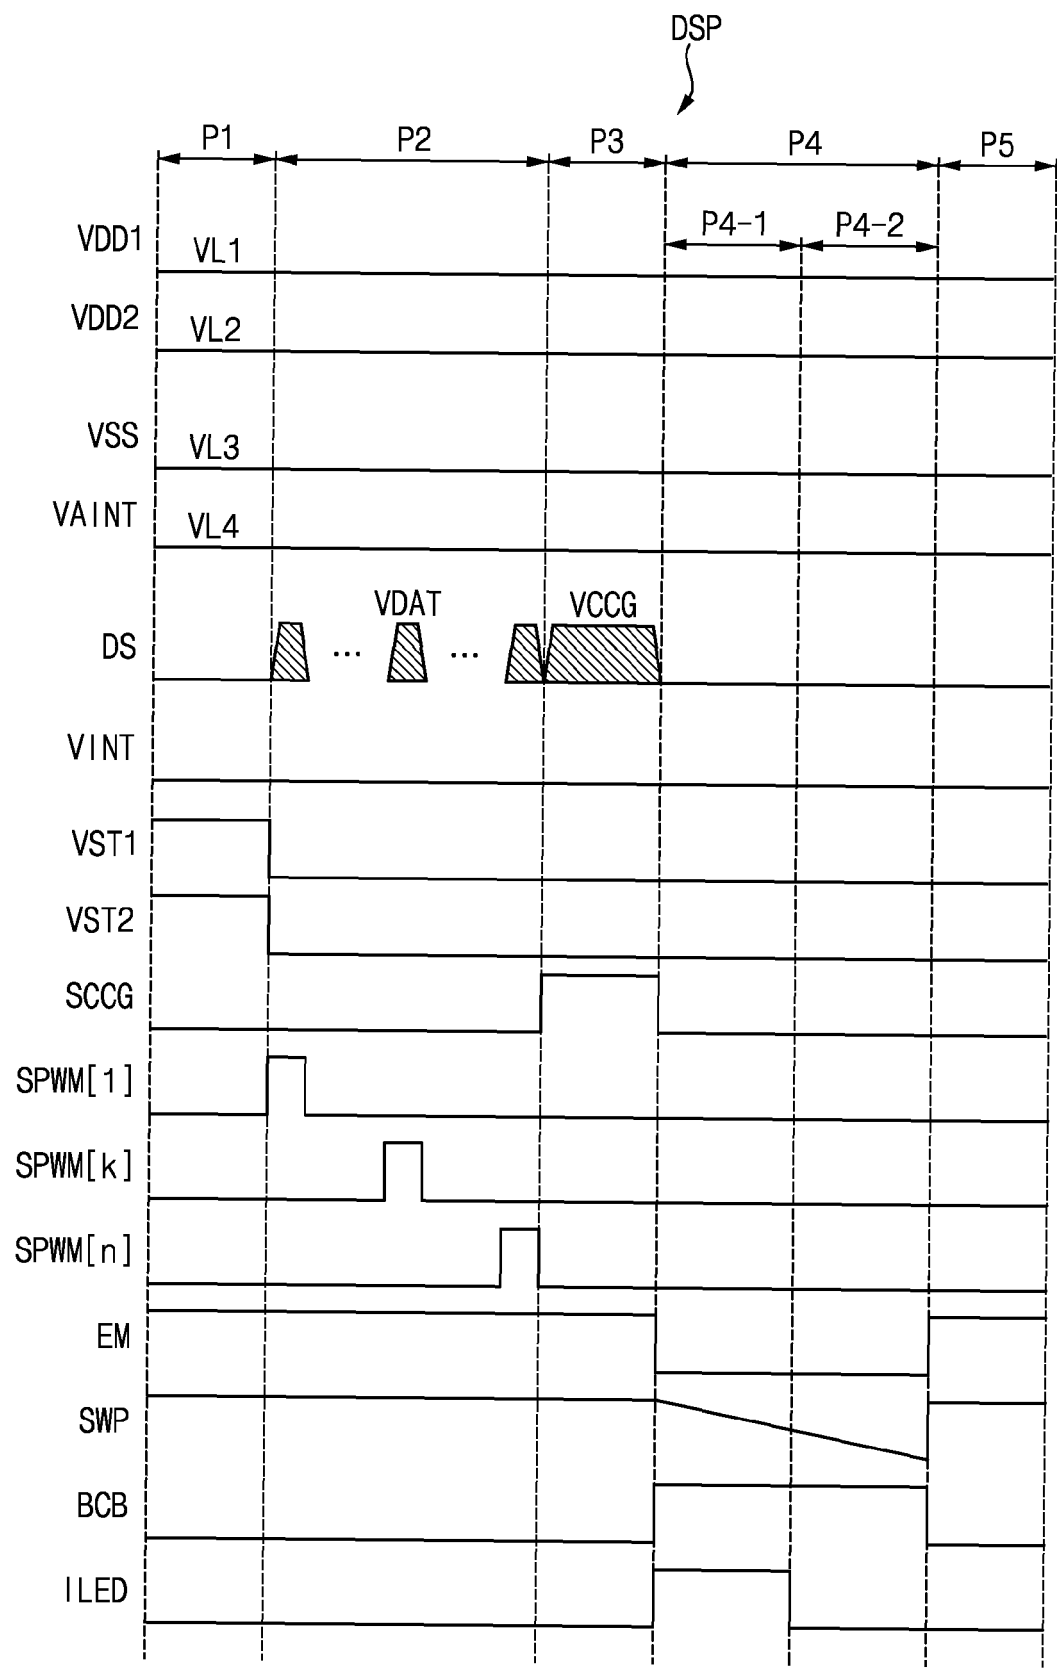 DSP
P1 P2 P3 P4 P5
P4-1 P4-2
VDD1 VL1
VDD2 VL2
VSS VL3
VAINT VL4
VDAT VCCG
DS ... ...
VINT
VST1
VST2
SCCG
SPWM[1]
SPWM[k]
SPWM[n]
EM
SWP
BCB
ILED